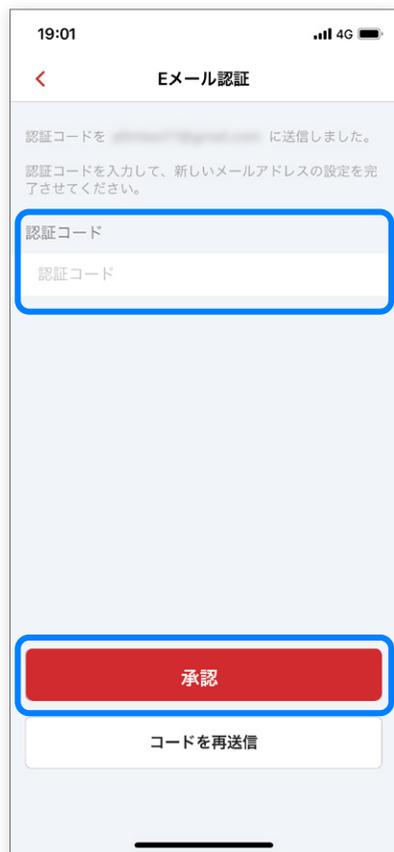 19:01 4G
Eメール認証
認証コードを に送信しました。
認証コードを入力して、新しいメールアドレスの設定を完
了させてください。
認証コード
認証コード
承認
コードを再送信